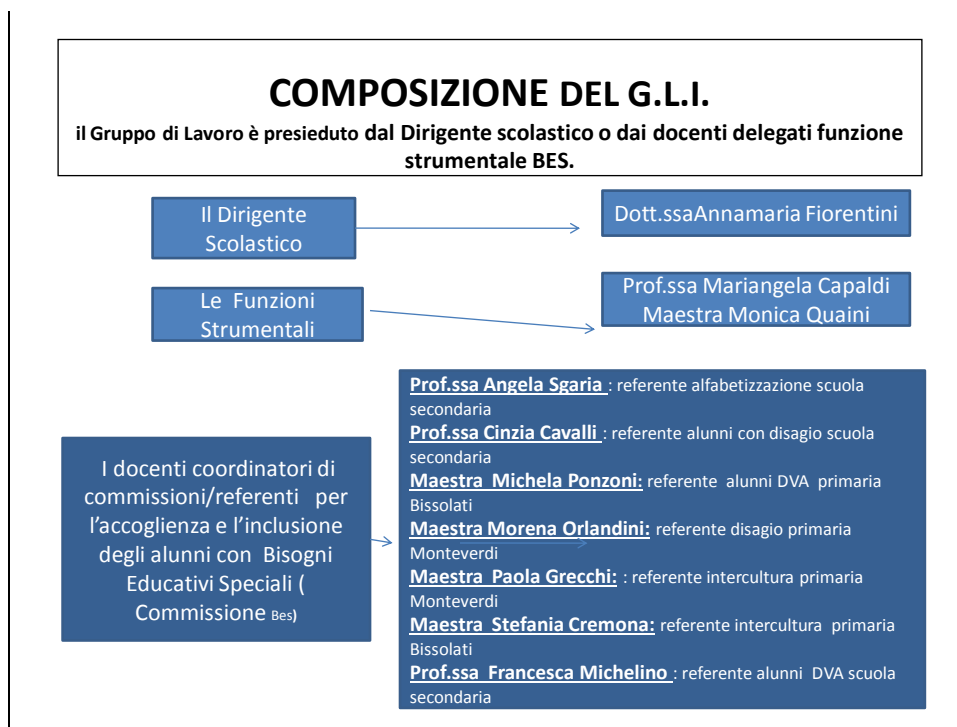 COMPOSIZIONE DEL G.L.I.
il Gruppo di Lavoro è presieduto dal Dirigente scolastico o dai docenti delegati funzione
strumentale BES.
Il Dirigente
Scolastico
Dott.ssaAnnamaria Fiorentini
Le Funzioni
Strumentali
Prof.ssa Mariangela Capaldi
Maestra Monica Quaini
I docenti coordinatori di
commissioni/referenti per
l'accoglienza e l'inclusione
degli alunni con Bisogni
Educativi Speciali (
Commissione Bes)
Prof.ssa Angela Sgaria : referente alfabetizzazione scuola
secondaria
Prof.ssa Cinzia Cavalli : referente alunni con disagio scuola
secondaria
Maestra Michela Ponzoni: referente alunni DVA primaria
Bissolati
Maestra Morena Orlandini: referente disagio primaria
Monteverdi
Maestra Paola Grecchi: : referente intercultura primaria
Monteverdi
Maestra Stefania Cremona: referente intercultura primaria
Bissolati
Prof.ssa Francesca Michelino : referente alunni DVA scuola
secondaria